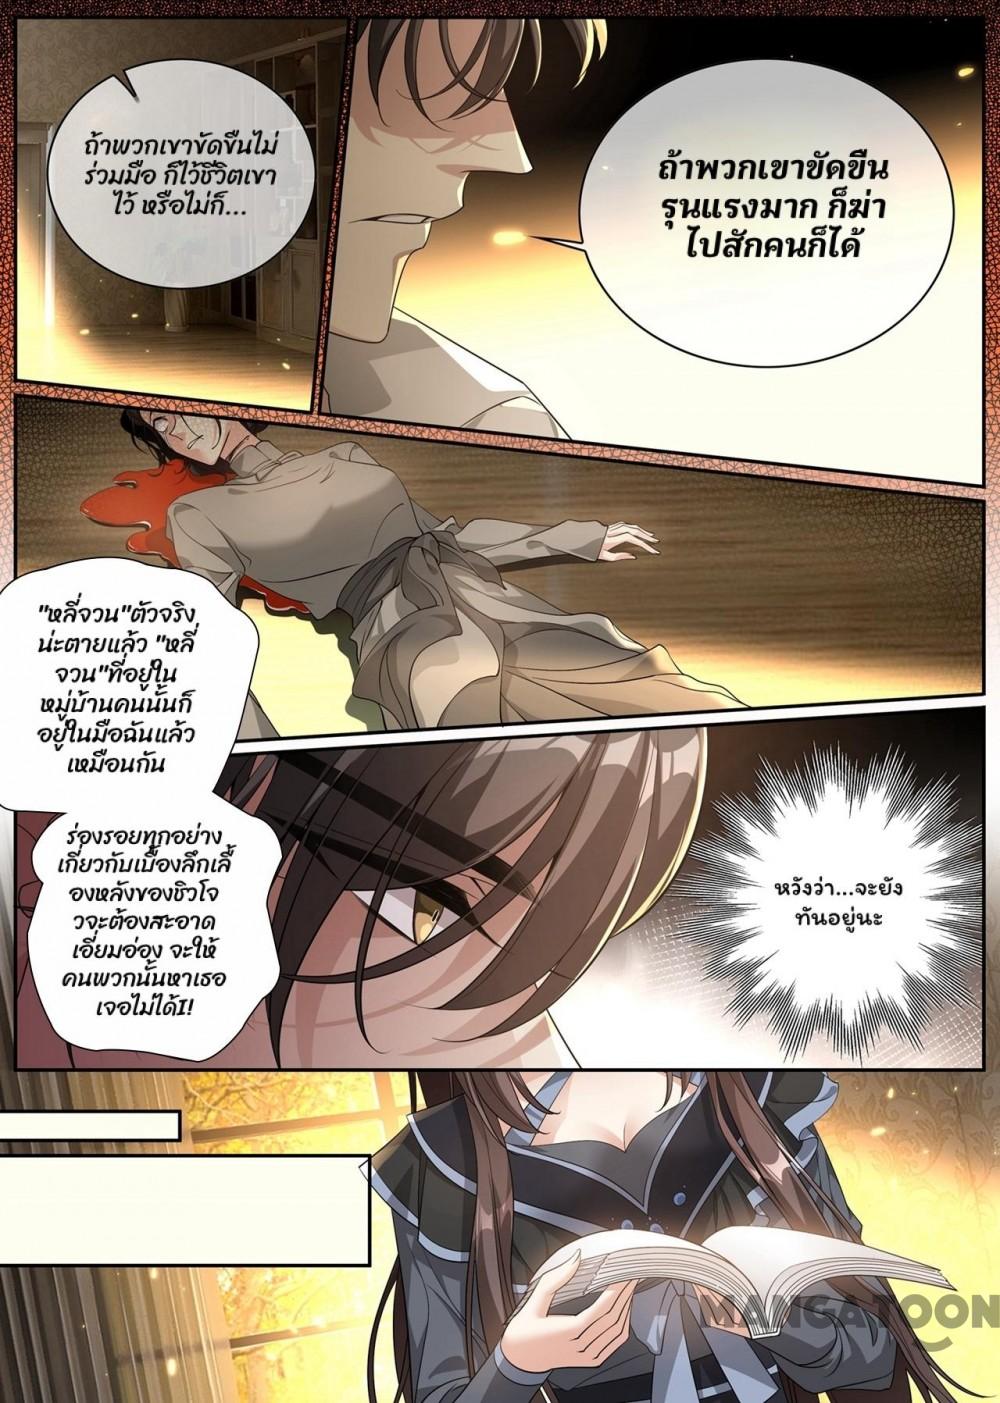 ถ้าพวกเขาขัดขืนไม่
ร่วมมือ ก็ไว้ชีวิตเขา
ไว้ หรือไม่ก็...
ถ้าพวกเขาขัดขืน
รุนแรงมาก ก็ฆ่า
ไปสักคนก็ได้
"หลี่จวน"ตัวจริง
น่ะตายแล้ว "หลี่
จวน"ที่อยู่ใน
หมู่บ้านคนนั้นก็
อยู่ในมือฉันแล้ว
เหมือนกัน
ร่องรอยทุกอย่าง
เกี่ยวกับเบื้องลึกเลื้
องหลังของชิวโจ
วจะต้องสะอาด
เอี่ยมอ่อง จะให้
คนพวกนั้นหาเธอ
เจอไม่ได้I!
หวังว่า...จะยัง
ทันอยู่นะ
MANGATOON